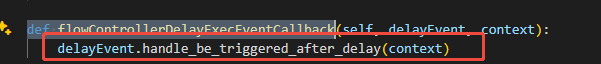 def flowControllerDelayExecEventCallback(self, delayEvent, context):
delayEvent.handle_be_triggered_after_delay(context)